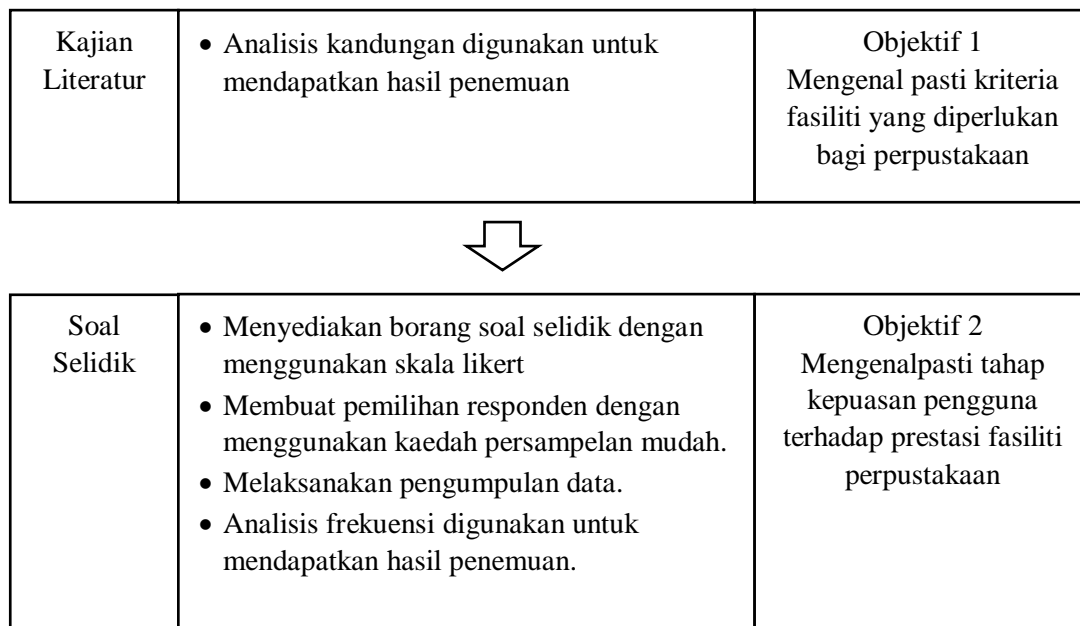 Kajian
Literatur
• Analisis kandungan digunakan untuk
mendapatkan hasil penemuan
Objektif 1
Mengenal pasti kriteria
fasiliti yang diperlukan
bagi perpustakaan
Soal
Selidik
• Menyediakan borang soal selidik dengan
menggunakan skala likert
• Membuat pemilihan responden dengan
menggunakan kaedah persampelan mudah.
• Melaksanakan pengumpulan data.
• Analisis frekuensi digunakan untuk
mendapatkan hasil penemuan.
Objektif 2
Mengenalpasti tahap
kepuasan pengguna
terhadap prestasi fasiliti
perpustakaan